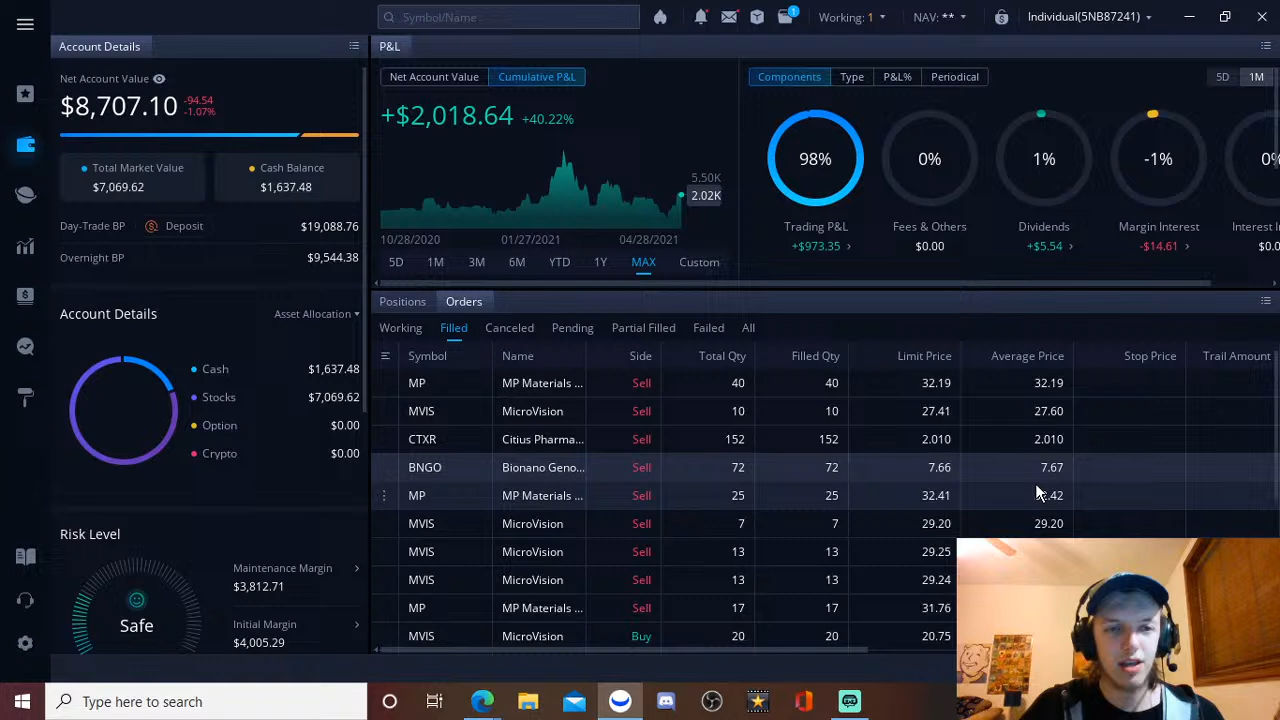 Symbol/Name
Working: 1
NAV: **
Individual(5NB87241)
1
Account Details
Net Account Value
$8,707.10
-94.54
-1.07%
Total Market Value
$7,069.62
Cash Balance
$1,637.48
Day-Trade BP
Deposit
$19,088.76
Overnight BP
$9,544.38
Account Details
Asset Allocation
Cash
$1,637.48
Stocks
$7,069.62
Option
$0.00
Crypto
$0.00
Risk Level
Safe
Maintenance Margin
$3,812.71
Initial Margin
$4,005.29
P&L
Net Account Value
Cumulative P&L
+$2,018.64
+40.22%
5.50K
2.02K
10/28/2020
01/27/2021
04/28/2021
5D 1M 3M 6M YTD 1Y MAX Custom
Components
Type
P&L%
Periodical
5D
1M
98%
0%
1%
-1%
0%
Trading P&L
Fees & Others
Dividends
Margin Interest
Interest
+$973.35
$0.00
+$5.54
-$14.61
$0.0
Positions
Orders
Working Filled Canceled Pending Partial Filled Failed All
Symbol Name Side Total Qty Filled Qty Limit Price Average Price Stop Price Trail Amount
MP MP Materials ... Sell 40 40 32.19 32.19
MVIS MicroVision Sell 10 10 27.41 27.60
CTXR Citius Pharma... Sell 152 152 2.010 2.010
BNGO Bionano Geno... Sell 72 72 7.66 7.67
MP MP Materials ... Sell 25 25 32.41 .42
MVIS MicroVision Sell 7 7 29.20 29.20
MVIS MicroVision Sell 13 13 29.25
MVIS MicroVision Sell 13 13 29.24
MP MP Materials ... Sell 17 17 31.76
MVIS MicroVision Buy 20 20 20.75
Type here to search